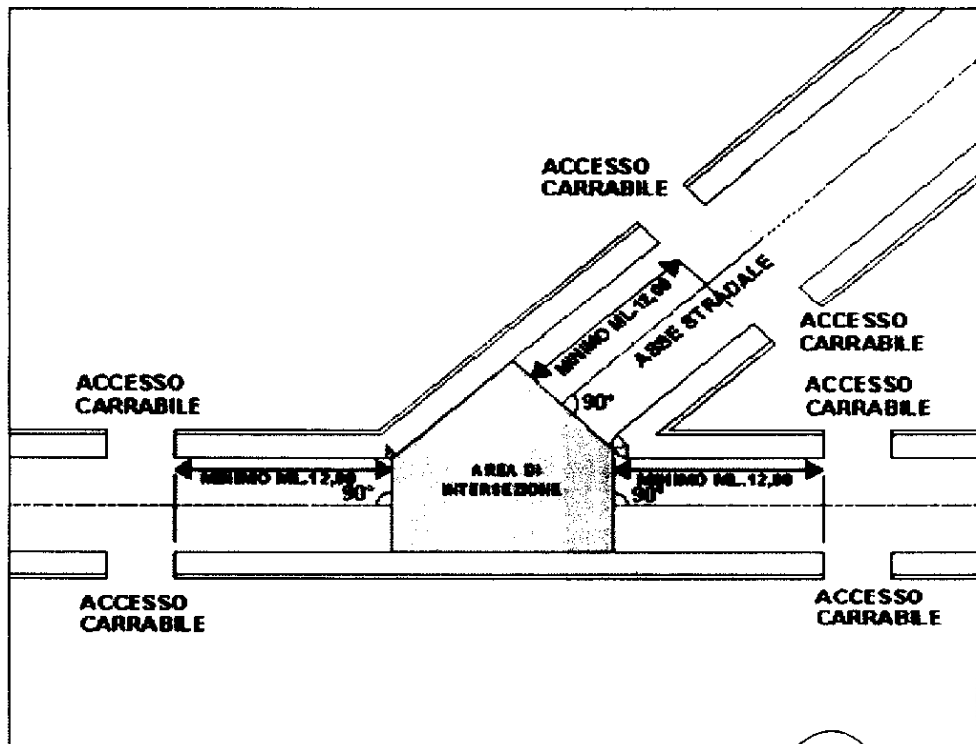 ACCESSO
CARRABILE
MINIMO ML.12,00
ABBE STRADALE
ACCESSO
CARRABILE
90°
ACCESSO
CARRABILE
ACCESSO
CARRABILE
MINIMO ML.12,00
90°
AREA DI
INTERSEZIONE
MINIMO ML.12,00
90°
ACCESSO
CARRABILE
ACCESSO
CARRABILE